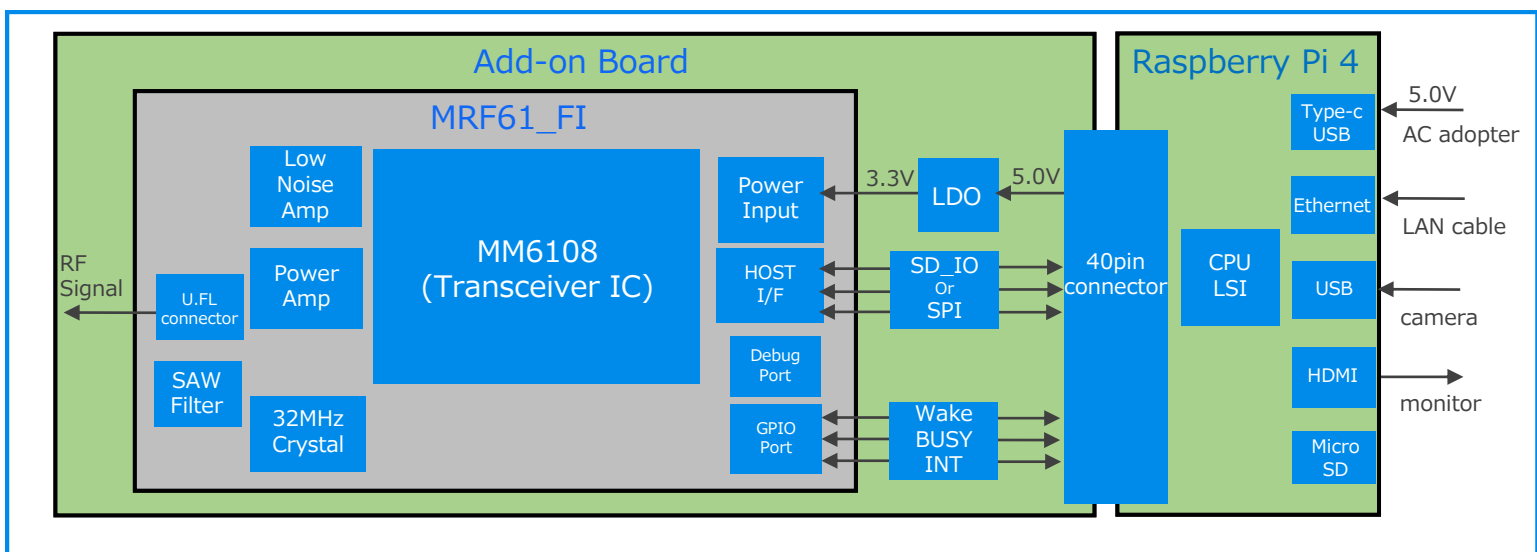 Add-on Board
Raspberry Pi 4
MRF61_FI
Low
Noise
Amp
MM6108
(Transceiver IC)
Power
Input
3.3V
LDO
5.0V
Type-c
USB
5.0V
AC adopter
Ethernet
LAN cable
RF
Signal
U.FL
connector
Power
Amp
HOST
I/F
SD_IO
Or
SPI
40pin
connector
CPU
LSI
USB
camera
SAW
Filter
32MHz
Crystal
Debug
Port
GPIO
Port
Wake
BUSY
INT
HDMI
monitor
Micro
SD